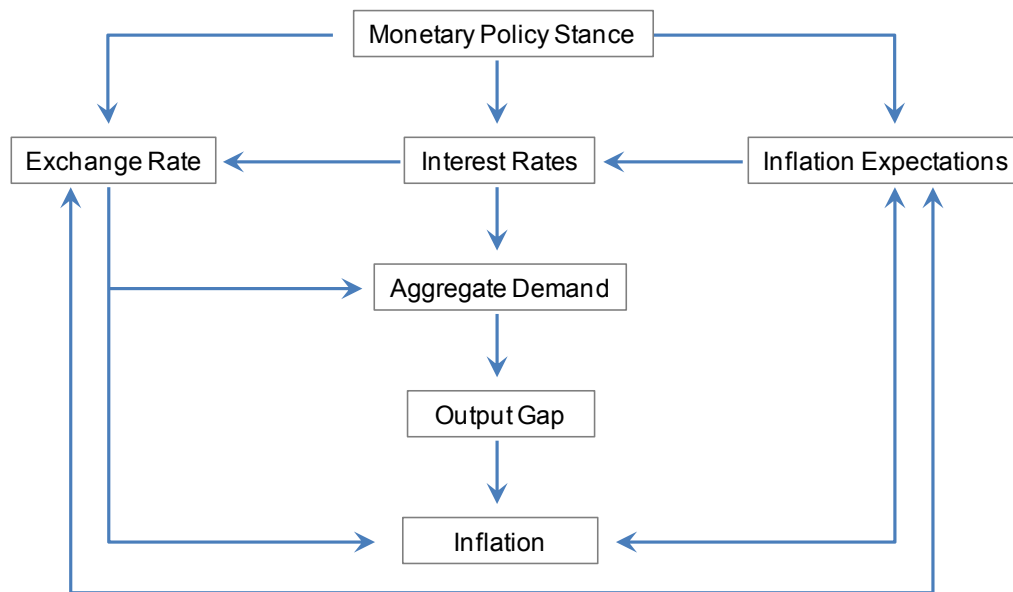 Monetary Policy Stance
Exchange Rate
Interest Rates
Inflation Expectations
Aggregate Demand
Output Gap
Inflation